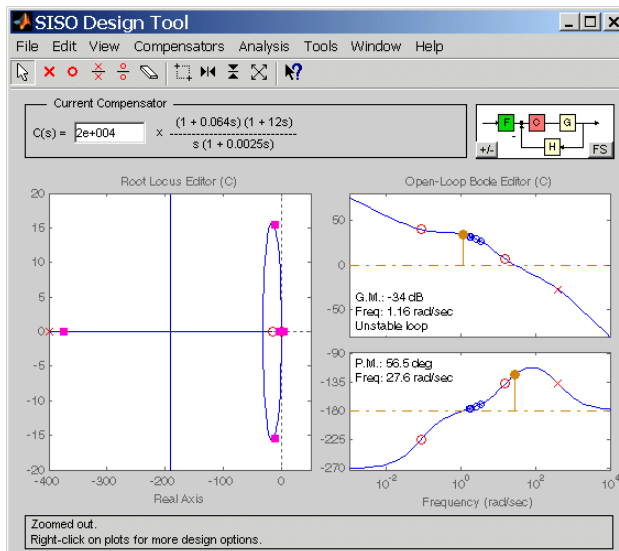 SISO Design Tool
File Edit View Compensators Analysis Tools Window Help
Current Compensator
C(s) = 2e+004 x (1 + 0.064s) (1 + 12s)
s (1 + 0.0025s)
F C G
H
+/- FS
Root Locus Editor (C)
20
15
10
5
0
-5
-10
-15
-20
-400 -300 -200 -100 0
Real Axis
Open-Loop Bode Editor (C)
50
0
-50
G.M.: -34 dB
Freq: 1.16 rad/sec
Unstable loop
-90
-135
-180
-225
-270
P.M.: 56.5 deg
Freq: 27.6 rad/sec
10^-2 10^0 10^2 10^4
Frequency (rad/sec)
Zoomed out.
Right-click on plots for more design options.